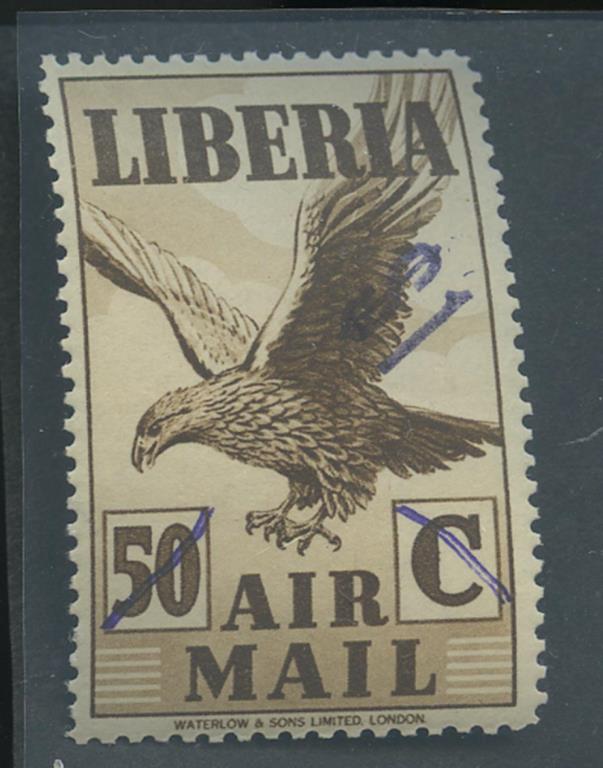 LIBERIA
50 C
AIR
MAIL
WATERLOW & SONS LIMITED, LONDON.